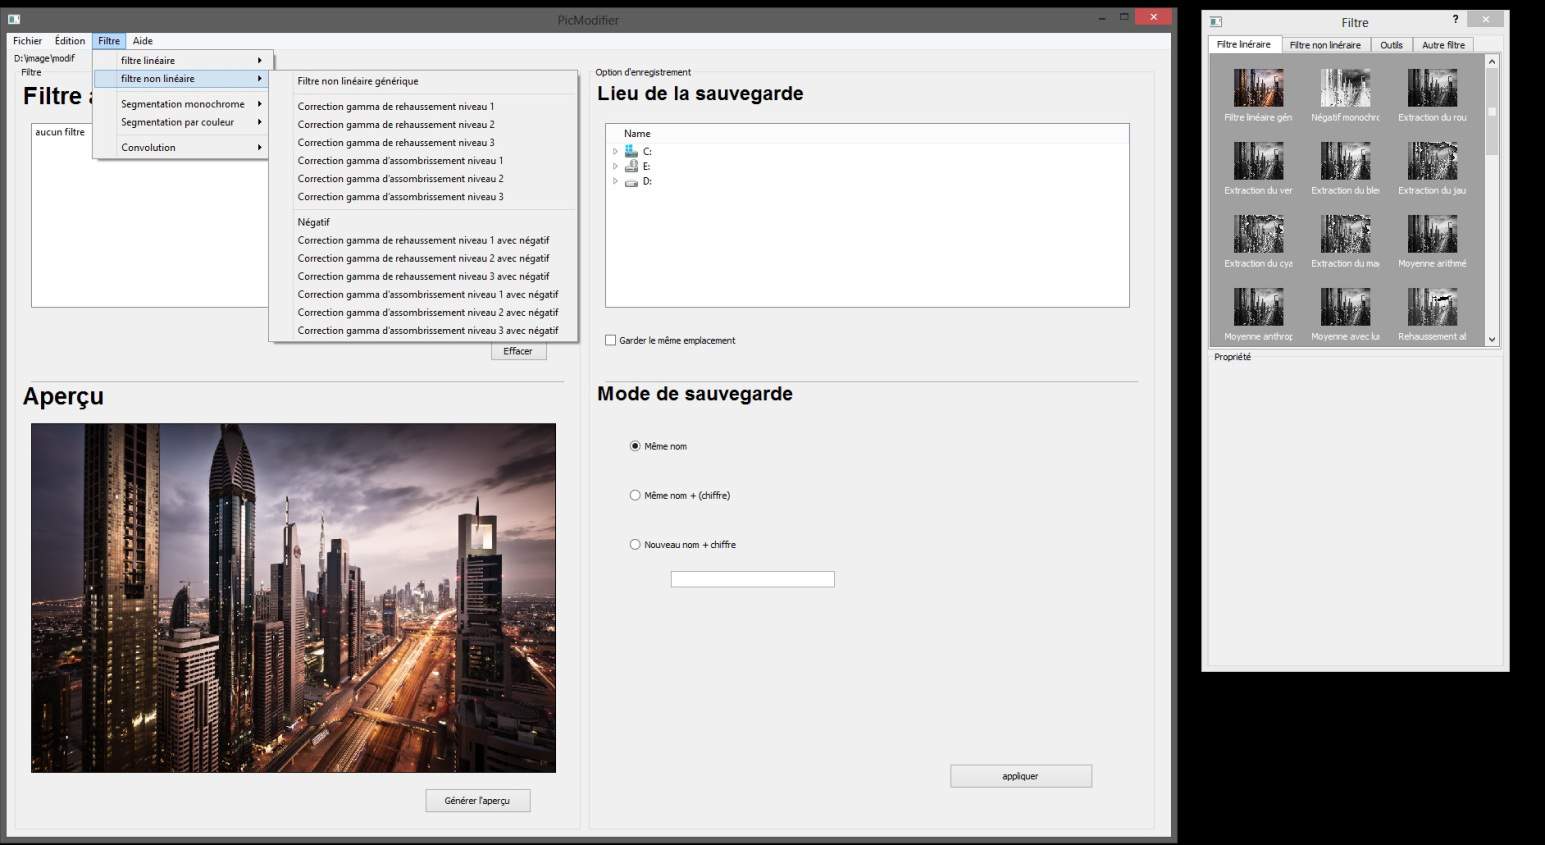 PicModifier
Fichier Édition Filtre Aide
D:\image\modif
Filtre
Filtre
aucun filtre
filtre linéaire
filtre non linéaire
Segmentation monochrome
Segmentation par couleur
Convolution
Filtre non linéaire générique
Correction gamma de rehaussement niveau 1
Correction gamma de rehaussement niveau 2
Correction gamma de rehaussement niveau 3
Correction gamma d'assombrissement niveau 1
Correction gamma d'assombrissement niveau 2
Correction gamma d'assombrissement niveau 3
Négatif
Correction gamma de rehaussement niveau 1 avec négatif
Correction gamma de rehaussement niveau 2 avec négatif
Correction gamma de rehaussement niveau 3 avec négatif
Correction gamma d'assombrissement niveau 1 avec négatif
Correction gamma d'assombrissement niveau 2 avec négatif
Correction gamma d'assombrissement niveau 3 avec négatif
Effacer
Aperçu
Générer l'aperçu
Option d'enregistrement
Lieu de la sauvegarde
Name
C:
E:
D:
Garder le même emplacement
Mode de sauvegarde
Même nom
Même nom + (chiffre)
Nouveau nom + chiffre
appliquer
Filtre ?
Filtre linéraire Filtre non linéraire Outils Autre filtre
Filtre linéaire gén Négatif monochro Extraction du rou
Extraction du ver Extraction du ble Extraction du jau
Extraction du cya Extraction du ma Moyenne arithmé
Moyenne anthrop Moyenne avec lu Rehaussement al
Propriété